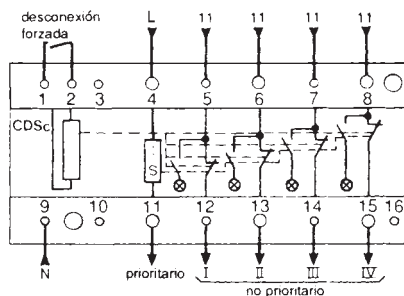 desconexión L 11 11 11 11
forzada
1 2 3 4 5 6 7 8
CDSc
S
9 10 11 12 13 14 15 16
N prioritario I II III IV
no prioritario